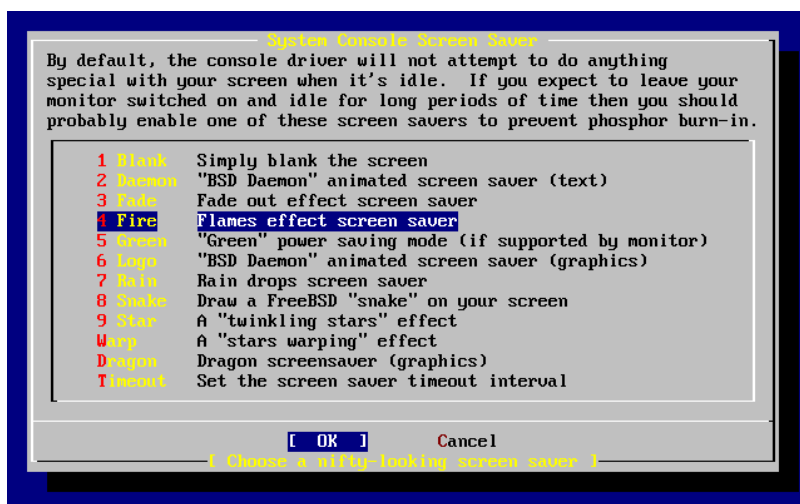 System Console Screen Saver
By default, the console driver will not attempt to do anything
special with your screen when it's idle.  If you expect to leave your
monitor switched on and idle for long periods of time then you should
probably enable one of these screen savers to prevent phosphor burn-in.
1 Blank Simply blank the screen
2 Daemon "BSD Daemon" animated screen saver (text)
3 Fade Fade out effect screen saver
4 Fire Flames effect screen saver
5 Green "Green" power saving mode (if supported by monitor)
6 Logo "BSD Daemon" animated screen saver (graphics)
7 Rain Rain drops screen saver
8 Snake Draw a FreeBSD "snake" on your screen
9 Star A "twinkling stars" effect
Warp A "stars warping" effect
Dragon Dragon screensaver (graphics)
Timeout Set the screen saver timeout interval
[ OK ] Cancel
[ Choose a nifty-looking screen saver ]